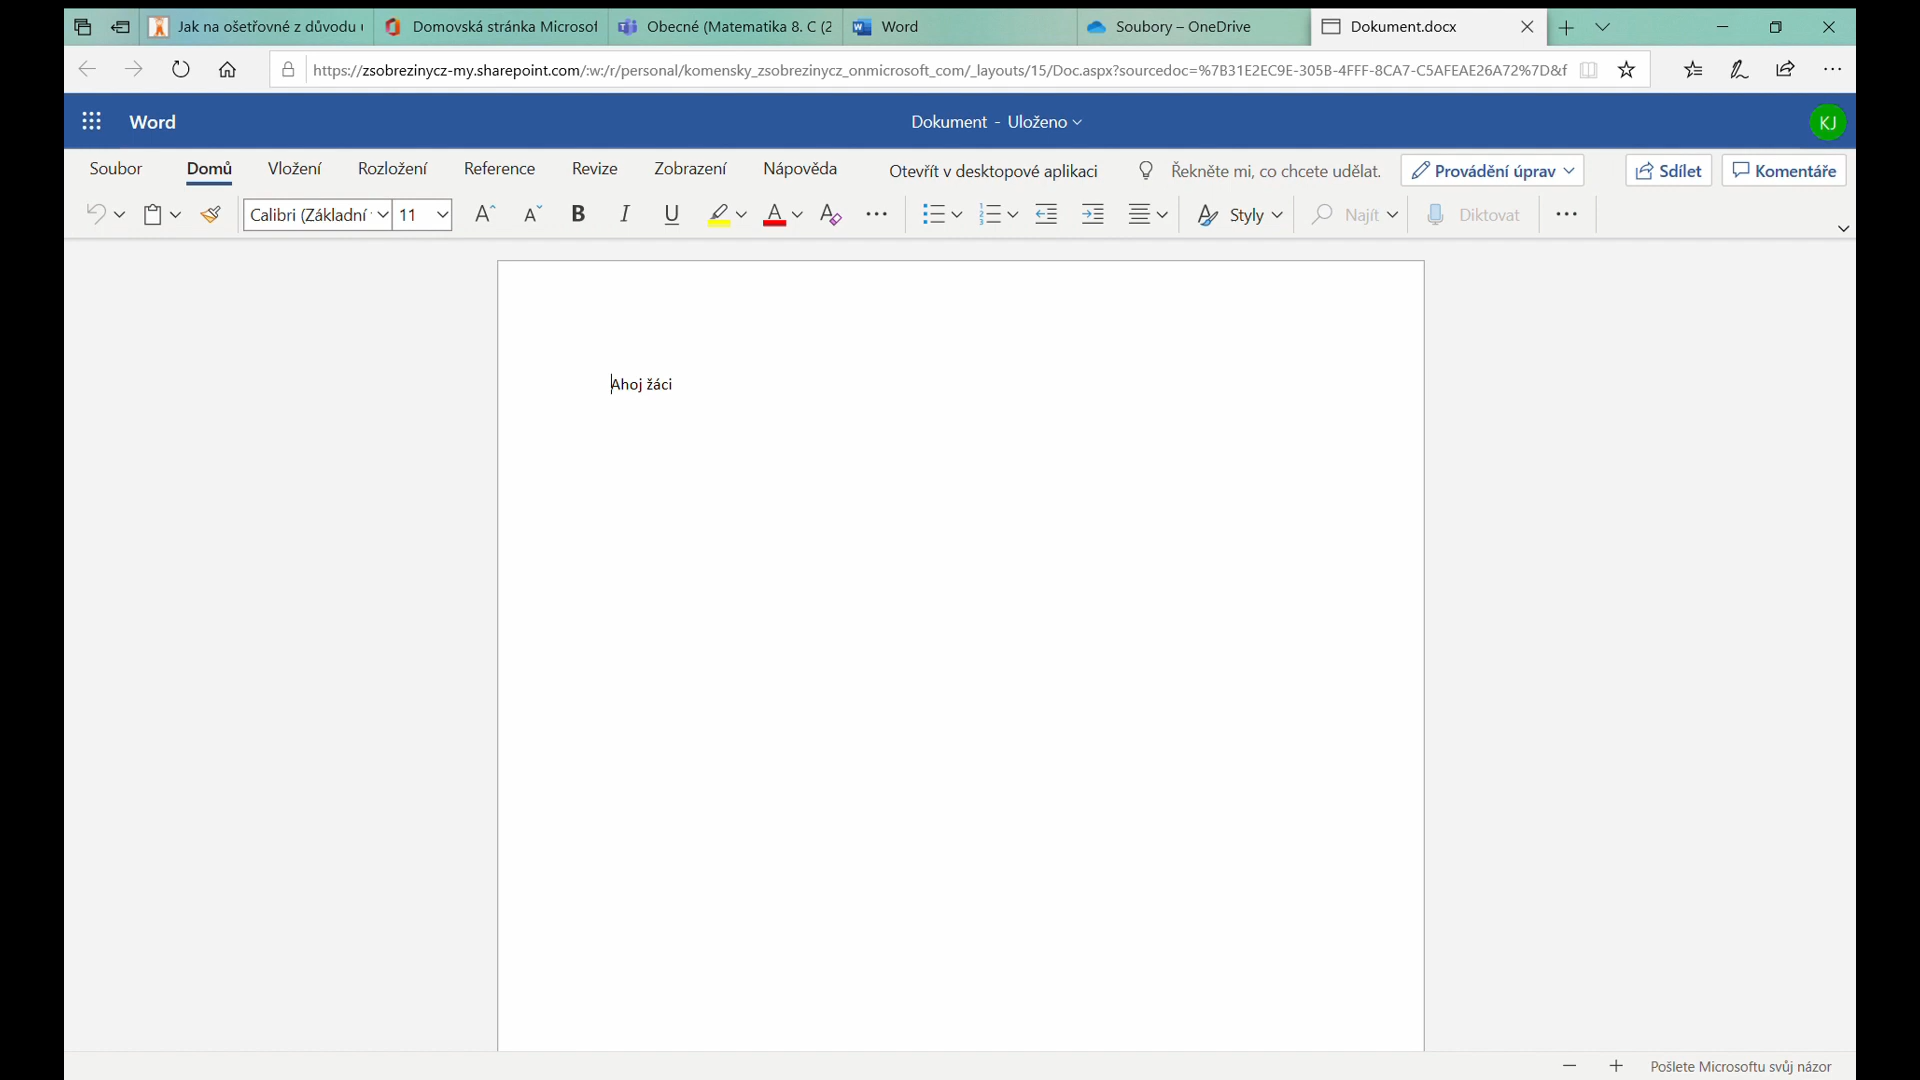 Jak na ošetřovné z důvodu
Domovská stránka Microsof
Obecné (Matematika 8. C (2
Word
Soubory – OneDrive
Dokument.docx
https://zsobrezinycz-my.sharepoint.com/:w:/r/personal/komensky_zsobrezinycz_onmicrosoft_com/_layouts/15/Doc.aspx?sourcedoc=%7B31E2EC9E-305B-4FFF-8CA7-C5AFEAE26A72%7D&f
Word
Dokument - Uloženo
KJ
Soubor
Domů
Vložení
Rozložení
Reference
Revize
Zobrazení
Nápověda
Otevřít v desktopové aplikaci
Řekněte mi, co chcete udělat.
Provádění úprav
Sdílet
Komentáře
Calibri (Základní
11
Styly
Najít
Diktovat
Ahoj žáci
Pošlete Microsoftu svůj názor